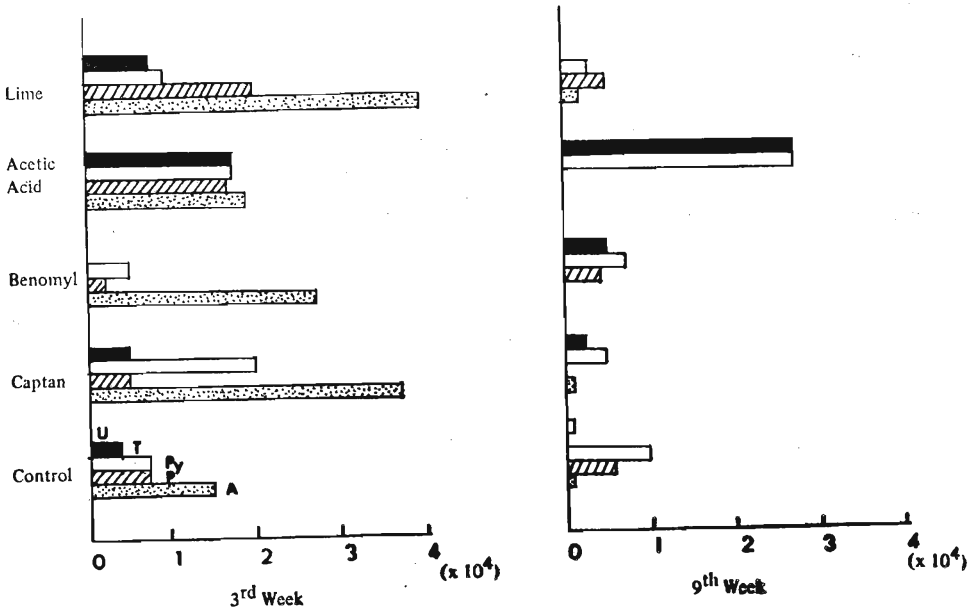 Lime
Acetic
Acid
Benomyl
Captan
Control
U
T
Py
P
A
0 1 2 3 4
(x 10⁴)
3rd Week
0 1 2 3 4
(x 10⁴)
9th Week